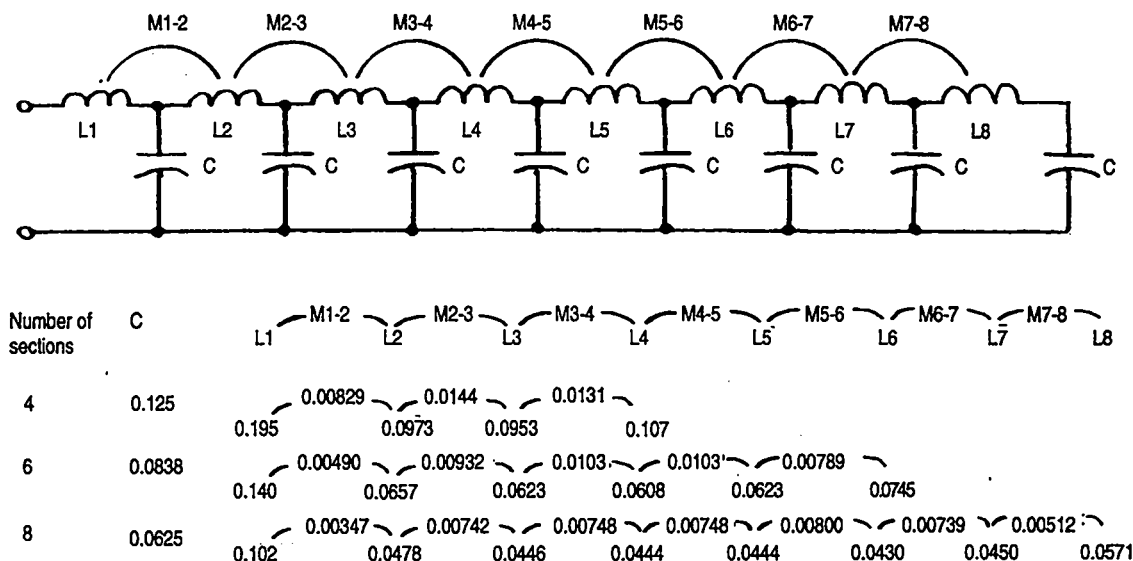 M1-2 M2-3 M3-4 M4-5 M5-6 M6-7 M7-8
L1 L2 L3 L4 L5 L6 L7 L8
C C C C C C C C
Number of sections C M1-2 M2-3 M3-4 M4-5 M5-6 M6-7 M7-8
L1 L2 L3 L4 L5 L6 L7 L8
4 0.125 0.00829 0.0144 0.0131
0.195 0.0973 0.0953 0.107
6 0.0838 0.00490 0.00932 0.0103 0.0103 0.00789
0.140 0.0657 0.0623 0.0608 0.0623 0.0745
8 0.0625 0.00347 0.00742 0.00748 0.00748 0.00800 0.00739 0.00512
0.102 0.0478 0.0446 0.0444 0.0444 0.0430 0.0450 0.0571